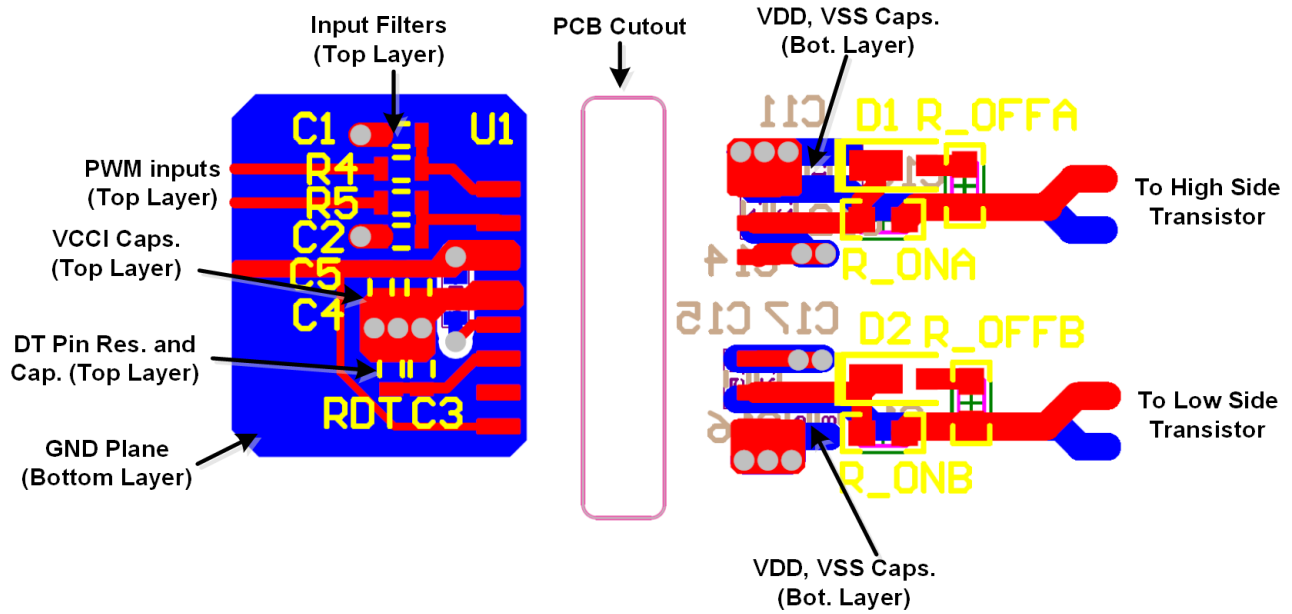 Input Filters
(Top Layer)
PCB Cutout
VDD, VSS Caps.
(Bot. Layer)
C11
C1
U1
D1 R_OFFA
PWM inputs
(Top Layer)
R4
R5
To High Side
Transistor
VCCI Caps.
(Top Layer)
C2
C5
C14
R_ONA
C4
C15
C17
D2 R_OFFB
DT Pin Res. and
Cap. (Top Layer)
RDT C3
To Low Side
Transistor
GND Plane
(Bottom Layer)
R_ONB
VDD, VSS Caps.
(Bot. Layer)